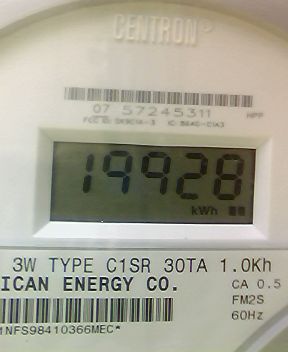 CENTRON®
07 57245311
HPP
19928
kWh
3W TYPE C1SR 30TA 1.0Kh
ICAN ENERGY CO.
CA 0.5
FM2S
60Hz
1NFS98410366MEC*